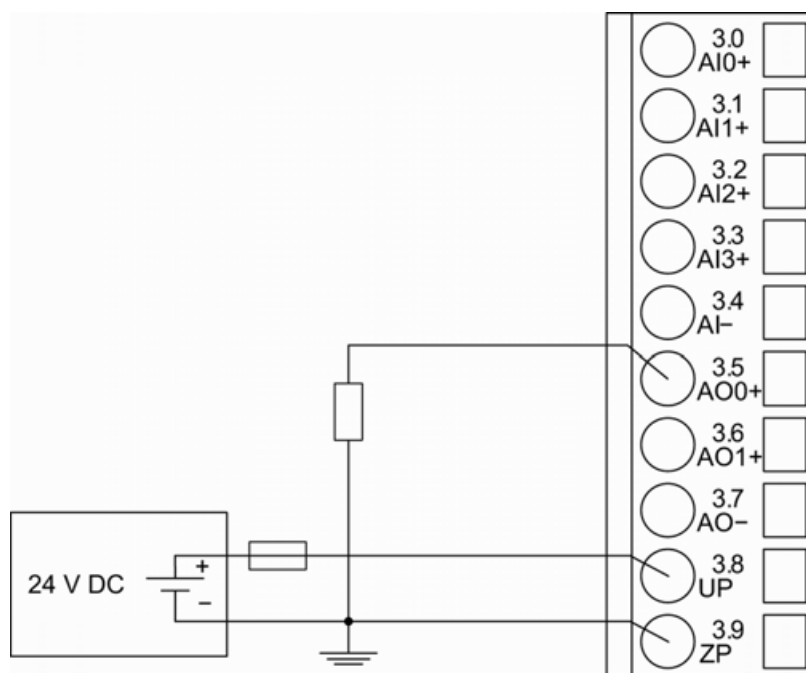 3.0
AI0+
3.1
AI1+
3.2
AI2+
3.3
AI3+
3.4
AI–
3.5
AO0+
3.6
AO1+
3.7
AO–
3.8
UP
3.9
ZP
24 V DC
+
–